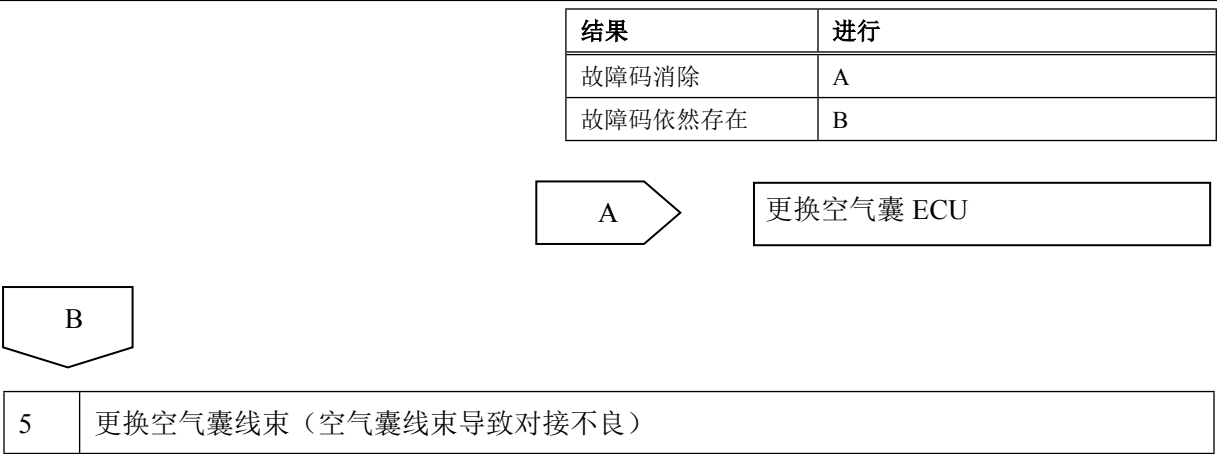 结果 进行
故障码消除 A
故障码依然存在 B
A 更换空气囊 ECU
B
5 更换空气囊线束（空气囊线束导致对接不良）